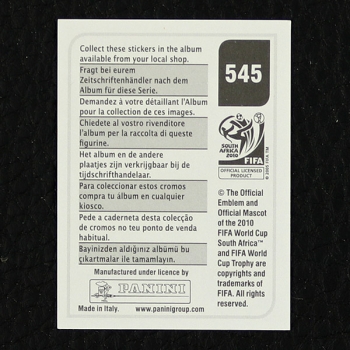 Collect these stickers in the album
available from your local shop.
Fragt bei eurem
Zeitschriftenhändler nach dem
Album für diese Serie.
Demandez à votre détaillant l'Album
pour la collection de ces images.
Chiedete al vostro rivenditore
l'album per la raccolta di queste
figurine.
Het album en de andere
plaatjes zijn verkrijgbaar bij de
tijdschrifthandelaar.
Para coleccionar estos cromos
compra tu álbum en cualquier
kiosco.
Pede a caderneta desta colecção
de cromos no teu ponto de venda
habitual.
Bayinizden aldığınız albümü bu
çıkartmalar ile tamamlayın.
Manufactured under licence by
PANINI
Made in Italy. www.paninigroup.com
545
SOUTH AFRICA
2010
FIFA
OFFICIAL LICENSED
PRODUCT
© The Official
Emblem and
Official Mascot
of the 2010
FIFA World Cup
South Africa™
and FIFA World
Cup Trophy are
copyrights and
trademarks of
FIFA. All rights
reserved.